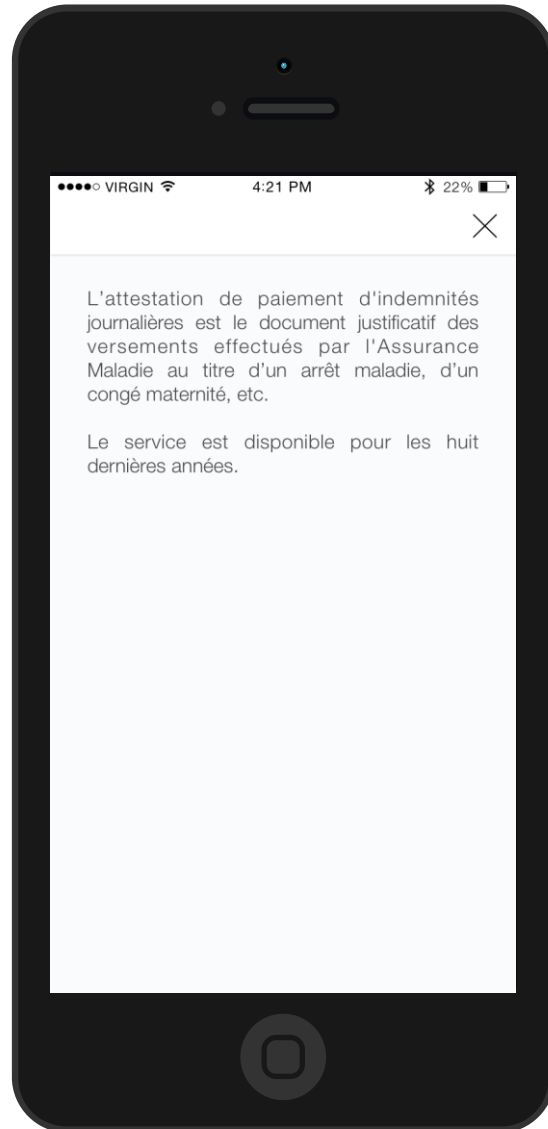 VIRGIN 4:21 PM 22%
L’attestation de paiement d'indemnités
journalières est le document justificatif des
versements effectués par l'Assurance
Maladie au titre d’un arrêt maladie, d’un
congé maternité, etc.
Le service est disponible pour les huit
dernières années.